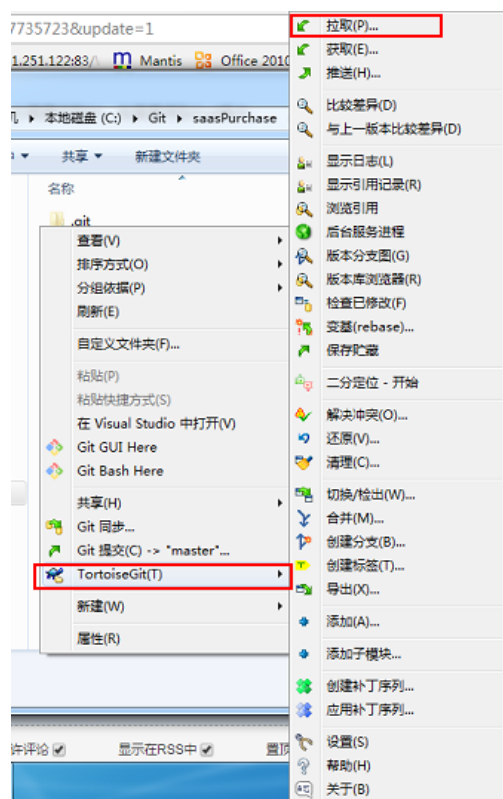 7735723&update=1
1.251.122:83/\ Mantis Office 2010
机 ▸ 本地磁盘 (C:) ▸ Git ▸ saasPurchase
共享 新建文件夹
名称
.git
查看(V)
排序方式(O)
分组依据(P)
刷新(E)
自定义文件夹(F)...
粘贴(P)
粘贴快捷方式(S)
在 Visual Studio 中打开(V)
Git GUI Here
Git Bash Here
共享(H)
Git 同步...
Git 提交(C) -> "master"...
TortoiseGit(T)
新建(W)
属性(R)
许评论 显示在RSS中 置顶
拉取(P)...
获取(E)...
推送(H)...
比较差异(D)
与上一版本比较差异(D)
显示日志(L)
显示引用记录(R)
浏览引用
后台服务进程
版本分支图(G)
版本库浏览器(R)
检查已修改(F)
变基(rebase)...
保存贮藏
二分定位 - 开始
解决冲突(O)...
还原(V)...
清理(C)...
切换/检出(W)...
合并(M)...
创建分支(B)...
创建标签(T)...
导出(X)...
添加(A)...
添加子模块...
创建补丁序列...
应用补丁序列...
设置(S)
帮助(H)
关于(B)